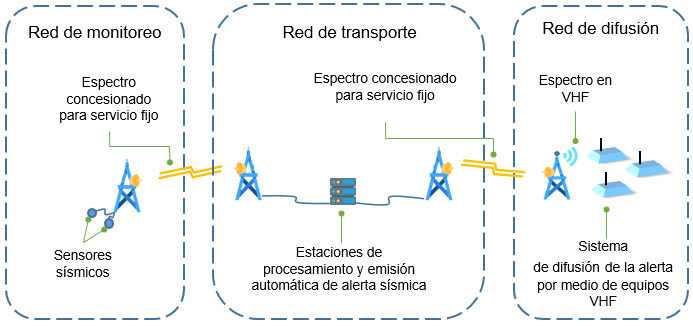 Red de monitoreo
Espectro
concesionado
para servicio fijo
Sensores
sísmicos
Red de transporte
Espectro concesionado
para servicio fijo
Estaciones de
procesamiento y emisión
automática de alerta sísmica
Red de difusión
Espectro en
VHF
Sistema
de difusión de la alerta
por medio de equipos
VHF